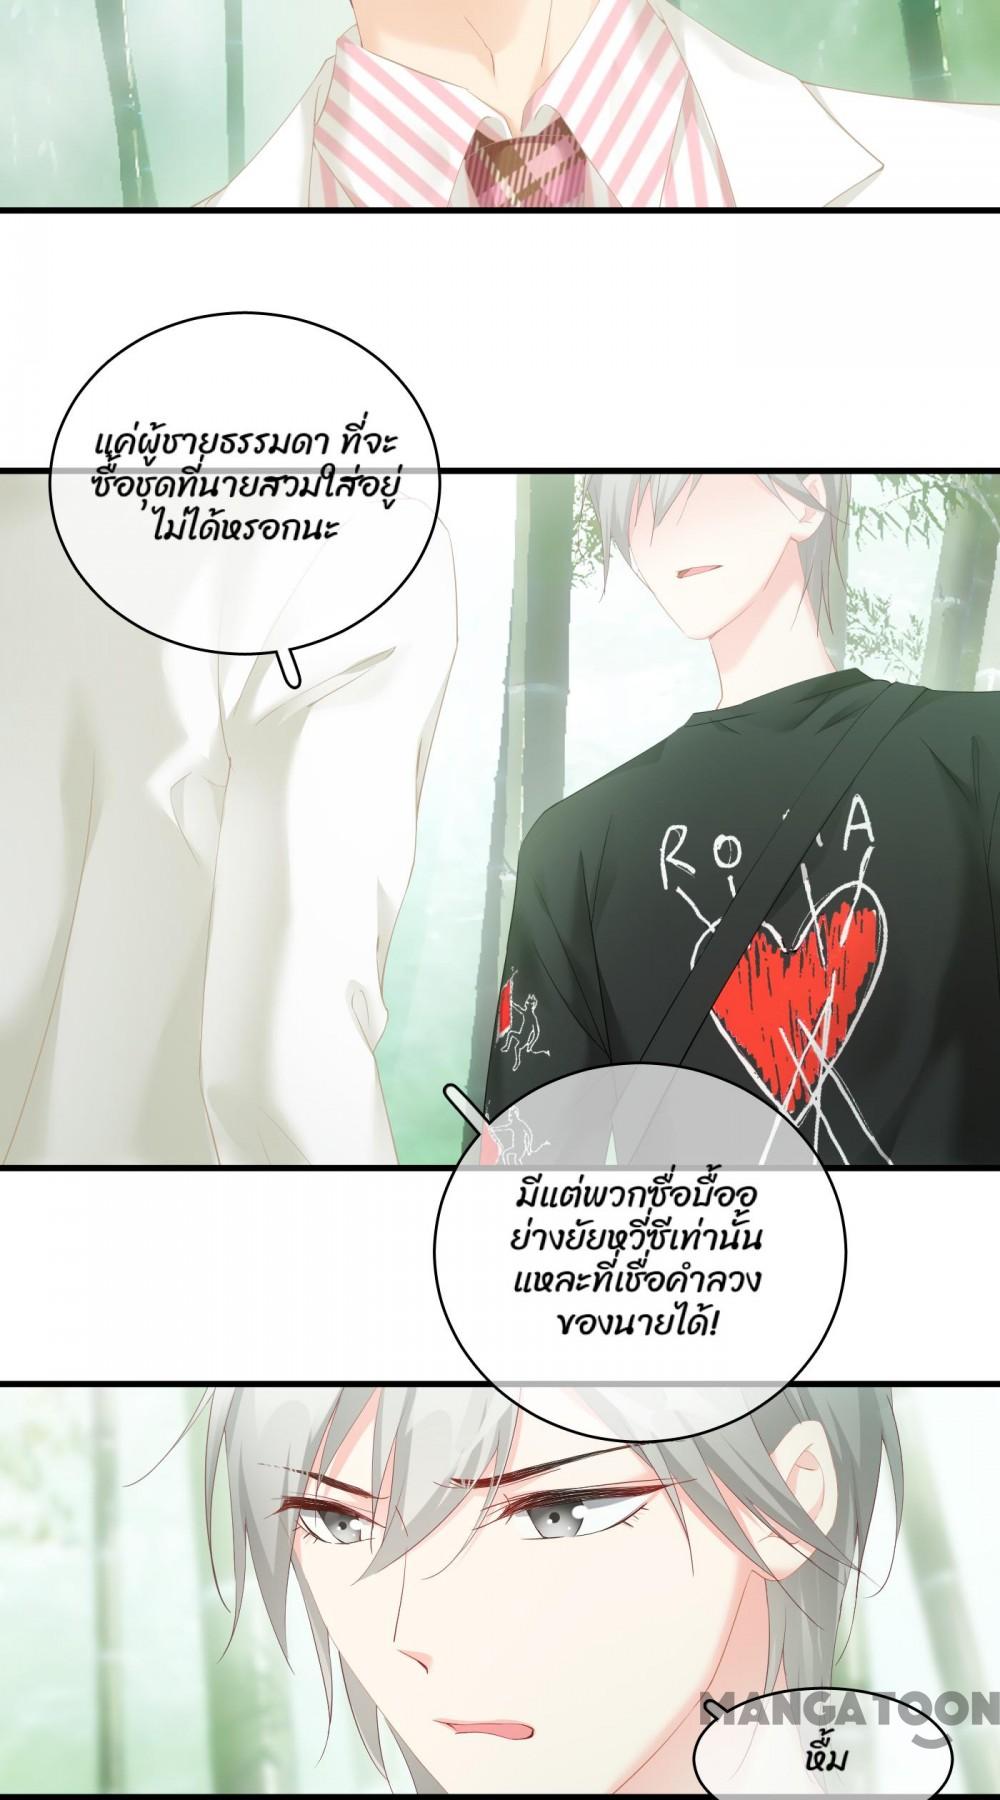 แค่ผู้ชายธรรมดา ที่จะ
ซื้อชุดที่นายสวมใส่อยู่
ไม่ได้หรอกนะ
R O A
มีแต่พวกซื่อบื้ออ
ย่างยัยหวี่ซีเท่านั้น
แหละที่เชื่อคำลวง
ของนายได้!
MANGATOON
หื้ม